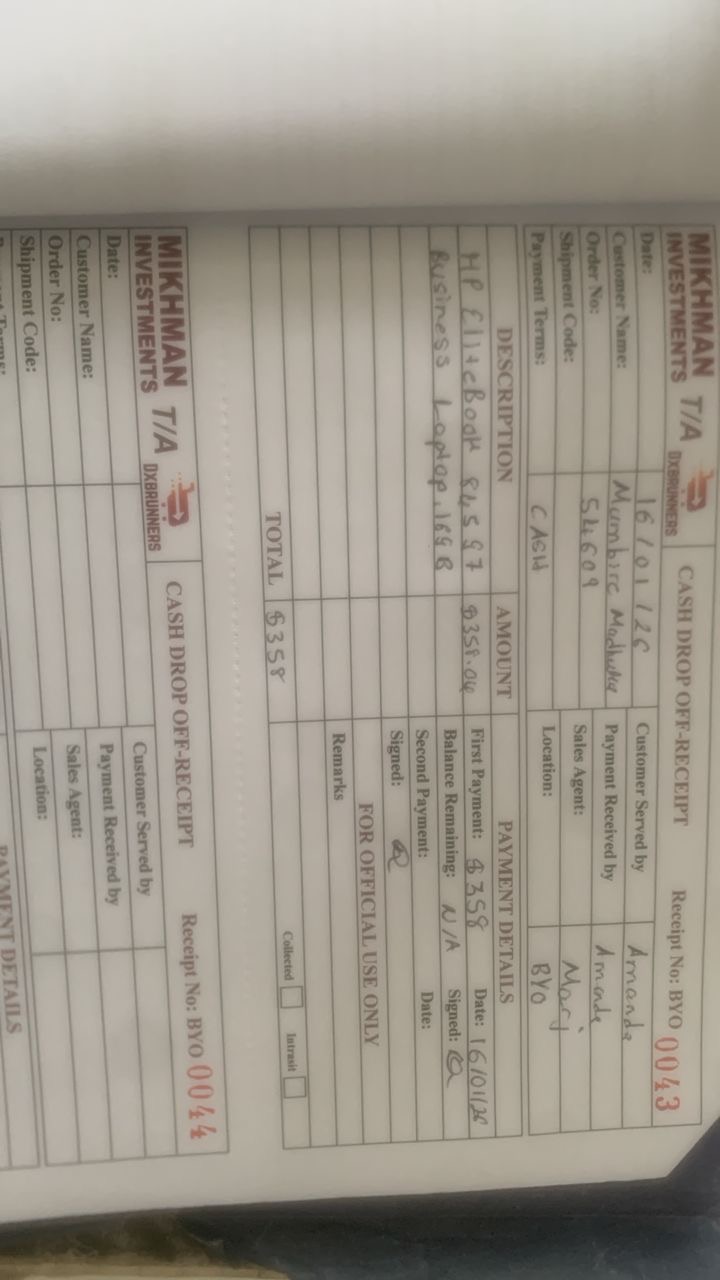 MIKHMAN INVESTMENTS T/A DXBRUNNERS CASH DROP OFF-RECEIPT Receipt No: BYO 0043
Date: 16/01/26 Customer Served by Amanda
Customer Name: Mumbire Payment Received by Amanda
Order No: 54609 Sales Agent: Marj
Shipment Code: Location: BYO
Payment Terms: CASH
DESCRIPTION AMOUNT PAYMENT DETAILS
HP EliteBook 845 G7 $358.04 First Payment: $358 Date: 16/01/26
Business Laptop, 16GB Balance Remaining: N/A Signed:
Second Payment: Date:
Signed:
FOR OFFICIAL USE ONLY
Remarks
TOTAL $358 Collected Intrasit
MIKHMAN INVESTMENTS T/A DXBRUNNERS CASH DROP OFF-RECEIPT Receipt No: BYO 0044
Date: Customer Served by
Customer Name: Payment Received by
Order No: Sales Agent:
Shipment Code: Location:
PAYMENT DETAILS